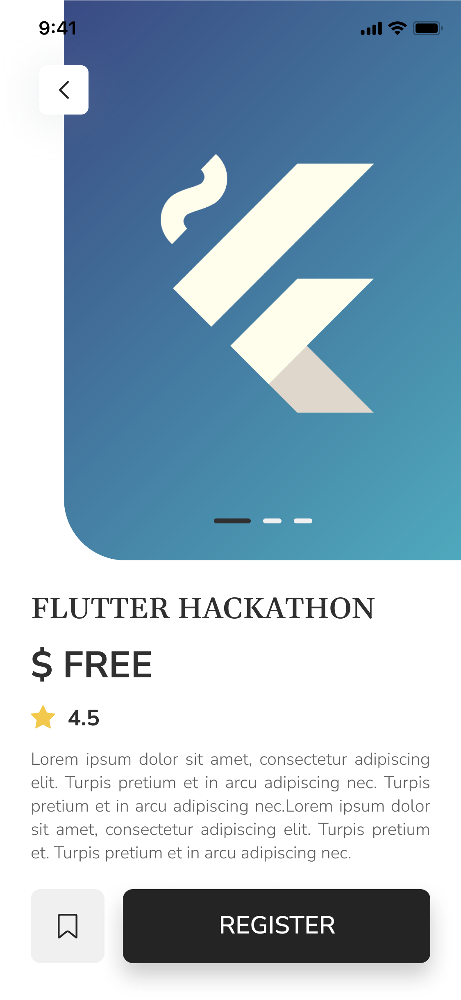 9:41
FLUTTER HACKATHON
$ FREE
4.5
Lorem ipsum dolor sit amet, consectetur adipiscing
elit. Turpis pretium et in arcu adipiscing nec. Turpis
pretium et in arcu adipiscing nec.Lorem ipsum dolor
sit amet, consectetur adipiscing elit. Turpis pretium
et. Turpis pretium et in arcu adipiscing nec.
REGISTER